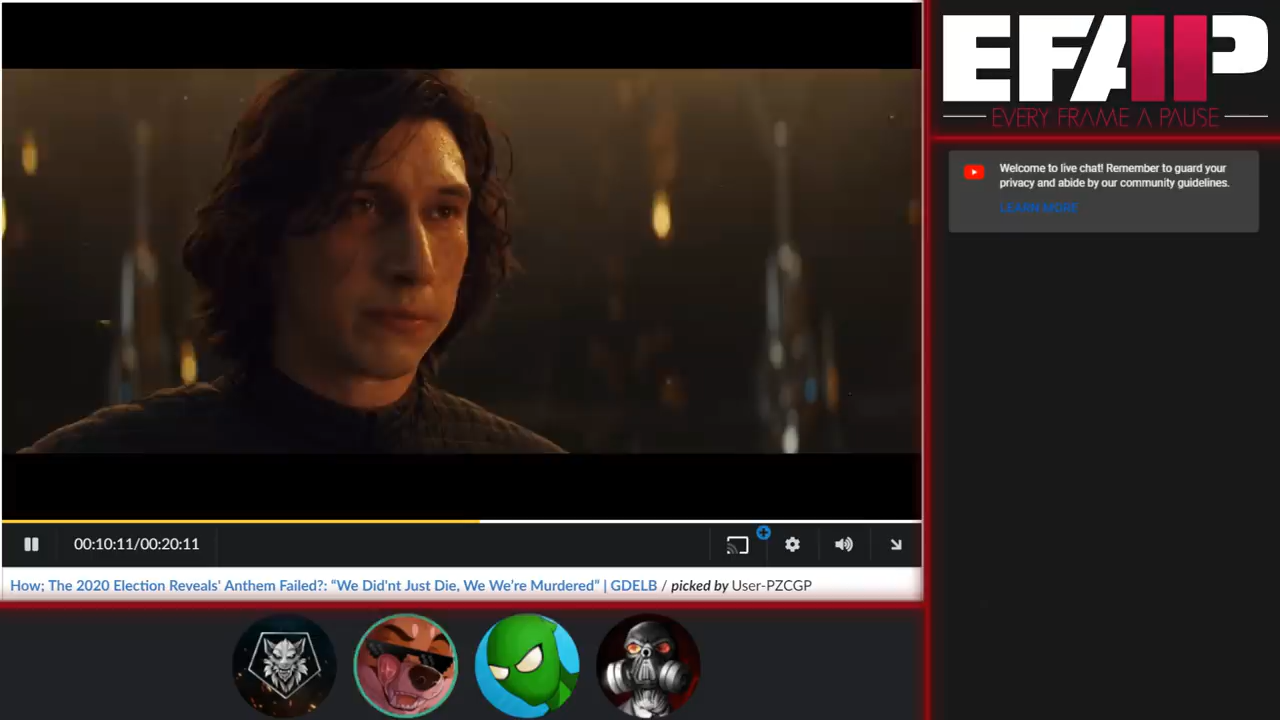 EFAP
EVERY FRAME A PAUSE
Welcome to live chat! Remember to guard your
privacy and abide by our community guidelines.
LEARN MORE
00:10:11/00:20:11
How; The 2020 Election Reveals' Anthem Failed?: “We Did'nt Just Die, We We're Murdered” | GDELB / picked by User-PZCGP